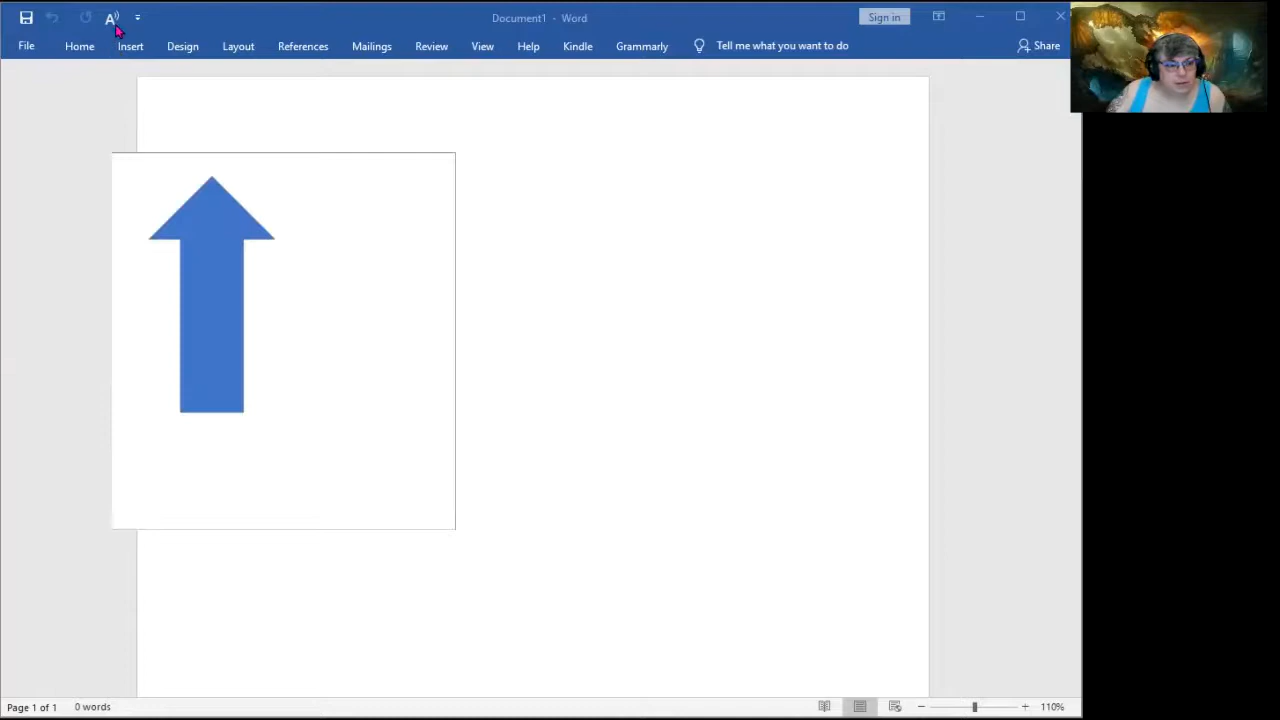 Document1 - Word
Sign in
File Home Insert Design Layout References Mailings Review View Help Kindle Grammarly Tell me what you want to do Share
Page 1 of 1 0 words 110%